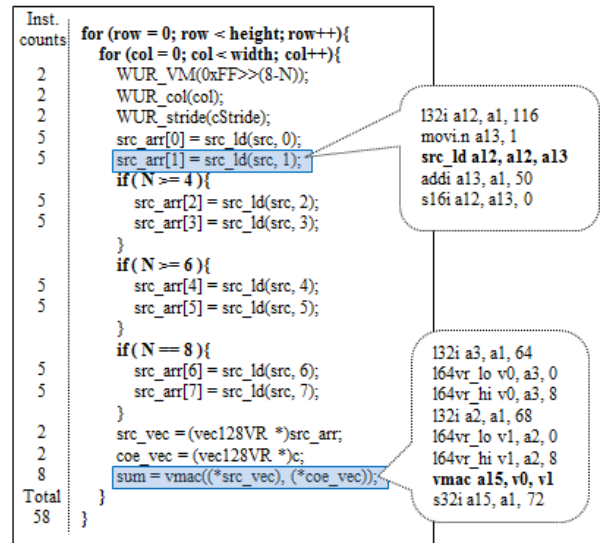 Inst.
counts
for (row = 0; row < height; row++){
for (col = 0; col < width; col++){
2 WUR_VM(0xFF>>(8-N));
2 WUR_col(col);
2 WUR_stride(cStride);
5 src_arr[0] = src_ld(src, 0);
5 src_arr[1] = src_ld(src, 1);
if ( N >= 4 ){
5 src_arr[2] = src_ld(src, 2);
5 src_arr[3] = src_ld(src, 3);
}
if ( N >= 6 ){
5 src_arr[4] = src_ld(src, 4);
5 src_arr[5] = src_ld(src, 5);
}
if ( N == 8 ){
5 src_arr[6] = src_ld(src, 6);
5 src_arr[7] = src_ld(src, 7);
}
2 src_vec = (vec128VR *)src_arr;
2 coe_vec = (vec128VR *)c;
8 sum = vmac((*src_vec), (*coe_vec));
Total }
58 }
l32i a12, a1, 116
movi.n a13, 1
src_ld a12, a12, a13
addi a13, a1, 50
s16i a12, a13, 0
l32i a3, a1, 64
l64vr_lo v0, a3, 0
l64vr_hi v0, a3, 8
l32i a2, a1, 68
l64vr_lo v1, a2, 0
l64vr_hi v1, a2, 8
vmac a15, v0, v1
s32i a15, a1, 72